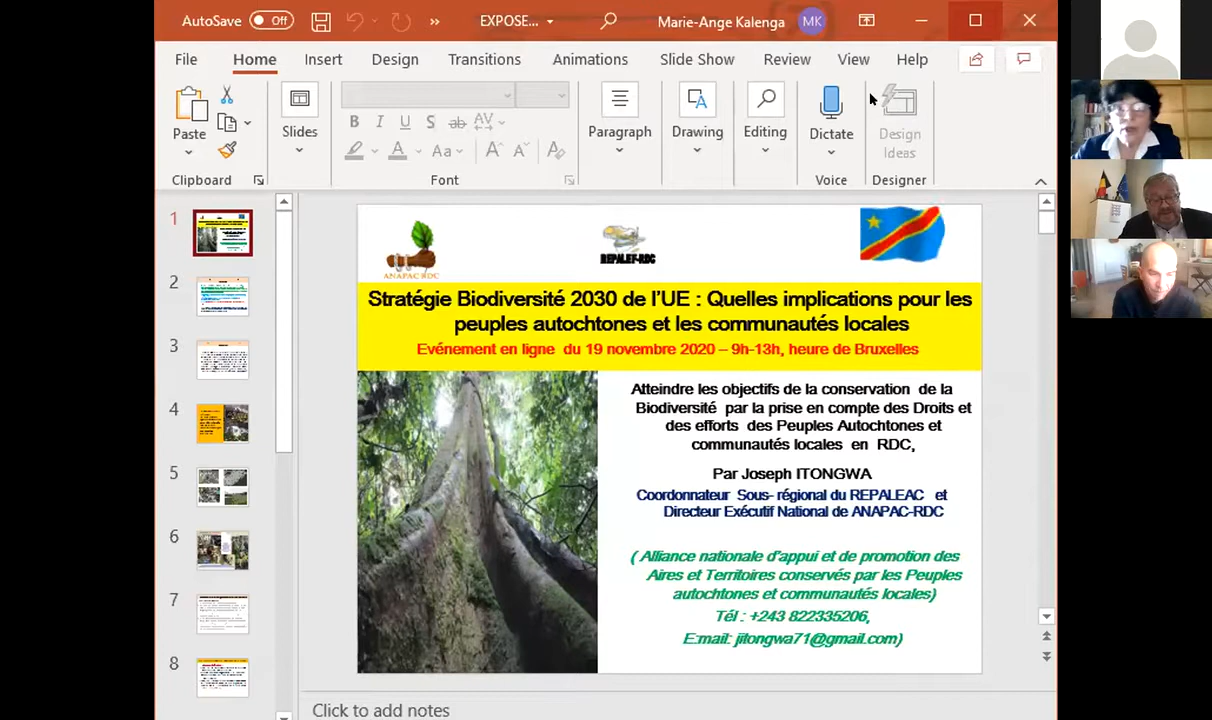 AutoSave Off
EXPOSE...
Marie-Ange Kalenga MK
File Home Insert Design Transitions Animations Slide Show Review View Help
Paste
Slides
B I U S ab AV
A Aa A A A
Paragraph
Drawing
Editing
Dictate
Design
Ideas
Clipboard
Font
Voice
Designer
1
2
3
4
5
6
7
8
ANAPAC-RDC
REPALEF-RDC
Stratégie Biodiversité 2030 de l'UE : Quelles implications pour les
peuples autochtones et les communautés locales
Evénement en ligne du 19 novembre 2020 – 9h-13h, heure de Bruxelles
Atteindre les objectifs de la conservation de la
Biodiversité par la prise en compte des Droits et
des efforts des Peuples Autochtones et
communautés locales en RDC,
Par Joseph ITONGWA
Coordonnateur Sous- régional du REPALEAC et
Directeur Exécutif National de ANAPAC-RDC
( Alliance nationale d'appui et de promotion des
Aires et Territoires conservés par les Peuples
autochtones et communautés locales)
Tél : +243 822335206,
E:mail: jitongwa71@gmail.com)
Click to add notes